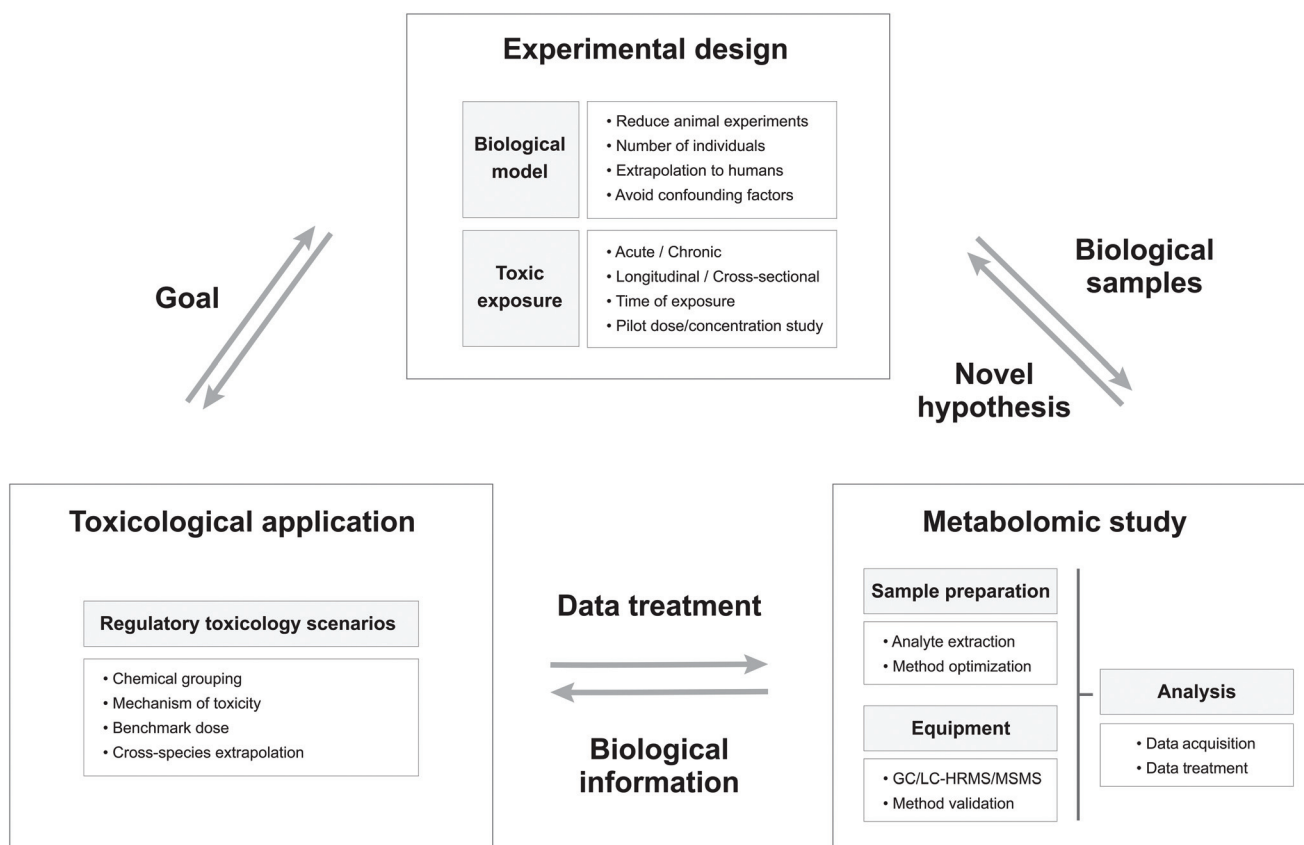 Experimental design
Biological
model
• Reduce animal experiments
• Number of individuals
• Extrapolation to humans
• Avoid confounding factors
Toxic
exposure
• Acute / Chronic
• Longitudinal / Cross-sectional
• Time of exposure
• Pilot dose/concentration study
Goal
Biological
samples
Novel
hypothesis
Toxicological application
Regulatory toxicology scenarios
• Chemical grouping
• Mechanism of toxicity
• Benchmark dose
• Cross-species extrapolation
Data treatment
Biological
information
Metabolomic study
Sample preparation
• Analyte extraction
• Method optimization
Equipment
• GC/LC-HRMS/MSMS
• Method validation
Analysis
• Data acquisition
• Data treatment